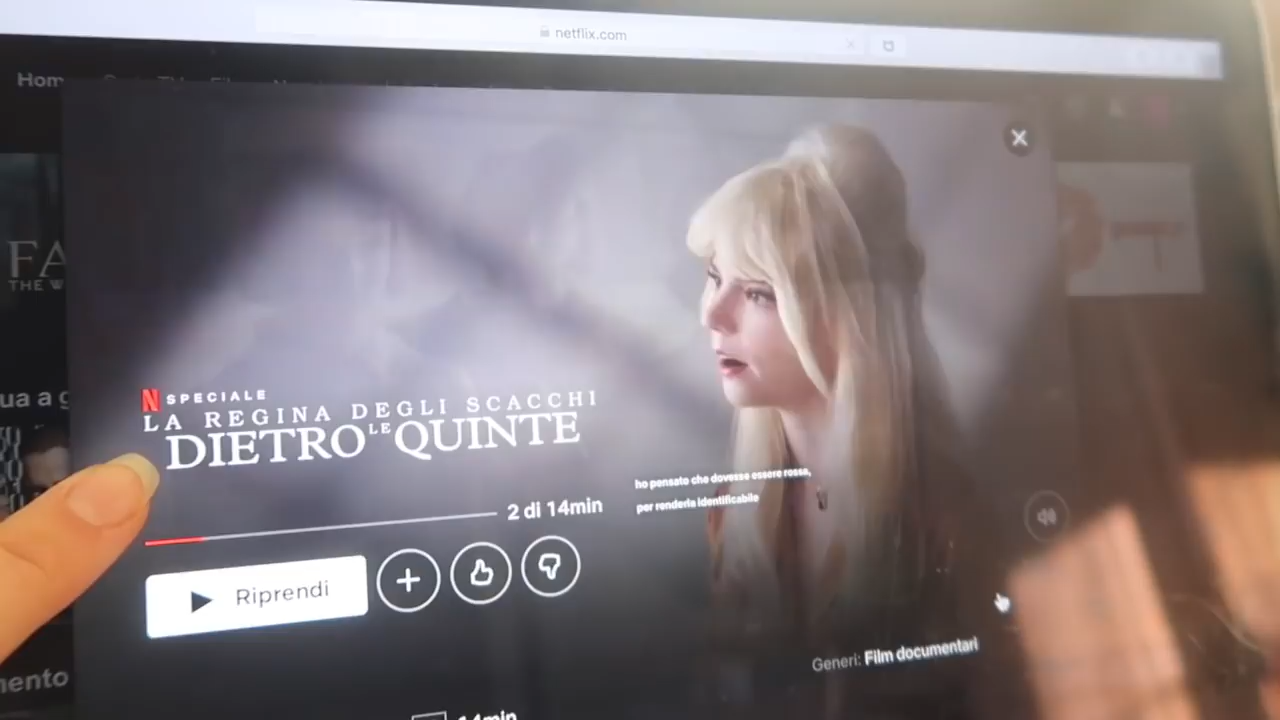 netflix.com
Hom
FA
THE W
N SPECIALE
LA REGINA DEGLI SCACCHI
DIETRO LE QUINTE
ua a g
ho pensato che dovesse essere rossa,
per renderla identificabile
2 di 14min
Riprendi
Generi: Film documentari
mento
14min